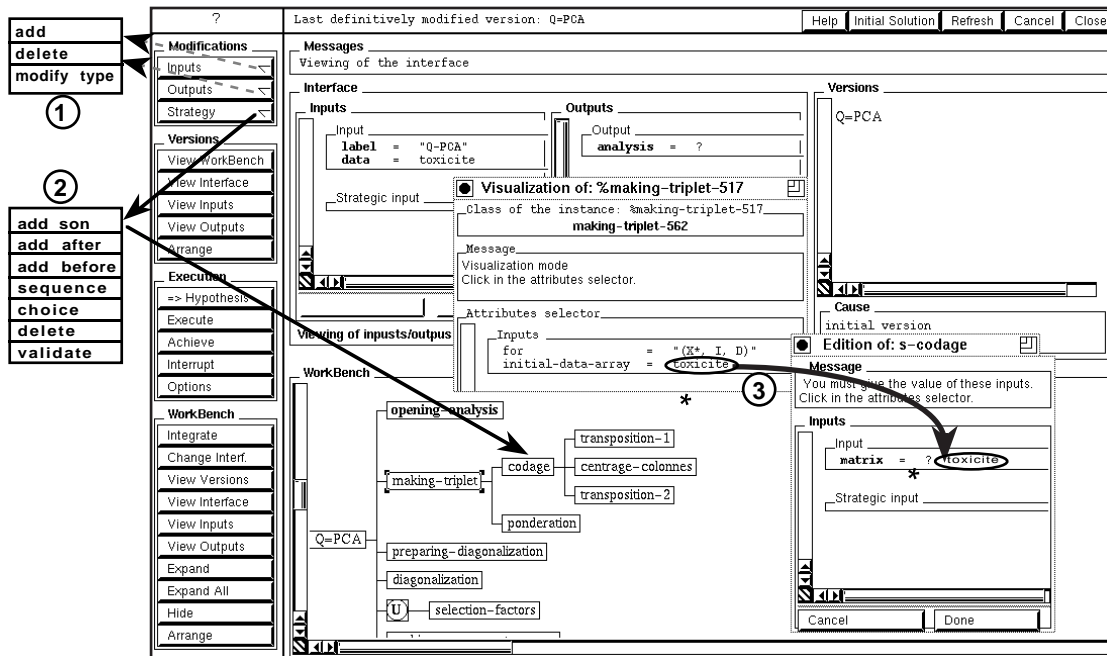 add
delete
modify type
1
2
add son
add after
add before
sequence
choice
delete
validate
?
Last definitively modified version: Q=PCA
Help
Initial Solution
Refresh
Cancel
Close
Modifications
Inputs
Outputs
Strategy
Versions
View WorkBench
View Interface
View Inputs
View Outputs
Arrange
Execution
=> Hypothesis
Execute
Achieve
Interrupt
Options
WorkBench
Integrate
Change Interf.
View Versions
View Interface
View Inputs
View Outputs
Expand
Expand All
Hide
Arrange
Messages
Viewing of the interface
Interface
Inputs
Input
label = "Q-PCA"
data = toxicite
Strategic input
Outputs
Output
analysis = ?
Viewing of inpusts/outpus
Versions
Q=PCA
Cause
initial version
Visualization of: %making-triplet-517
Class of the instance: %making-triplet-517
making-triplet-562
Message
Visualization mode
Click in the attributes selector.
Attributes selector
Inputs
for = "(X*, I, D)"
initial-data-array = toxicite
*
3
Edition of: s-codage
Message
You must give the value of these inputs.
Click in the attributes selector.
Inputs
Input
matrix = ? toxicite
*
Strategic input
Cancel
Done
WorkBench
opening-analysis
transposition-1
codage
centrage-colonnes
making-triplet
transposition-2
ponderation
Q=PCA
preparing-diagonalization
diagonalization
U
selection-factors